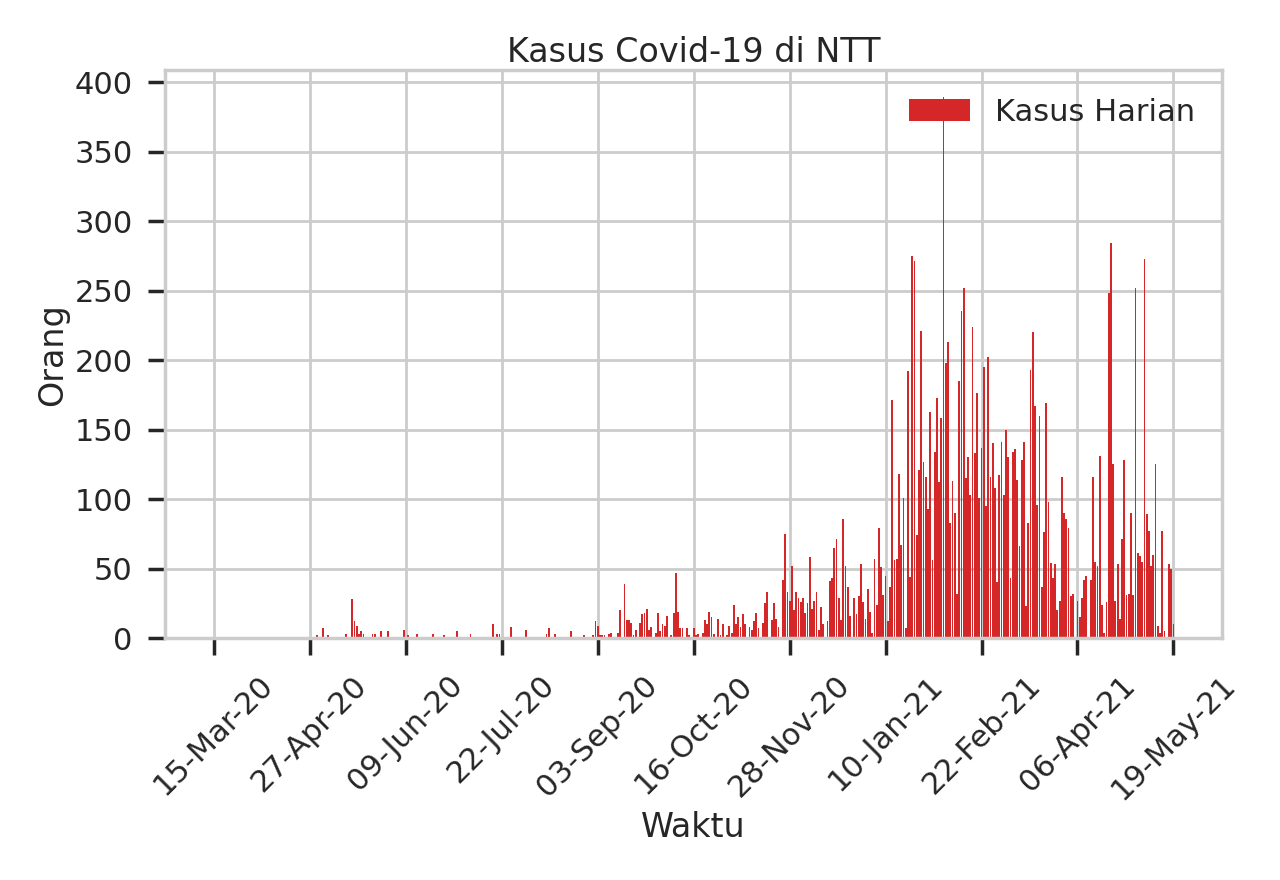 Kasus Covid-19 di NTT
Kasus Harian
Orang
400
350
300
250
200
150
100
50
0
15-Mar-20
27-Apr-20
09-Jun-20
22-Jul-20
03-Sep-20
16-Oct-20
28-Nov-20
10-Jan-21
22-Feb-21
06-Apr-21
19-May-21
Waktu